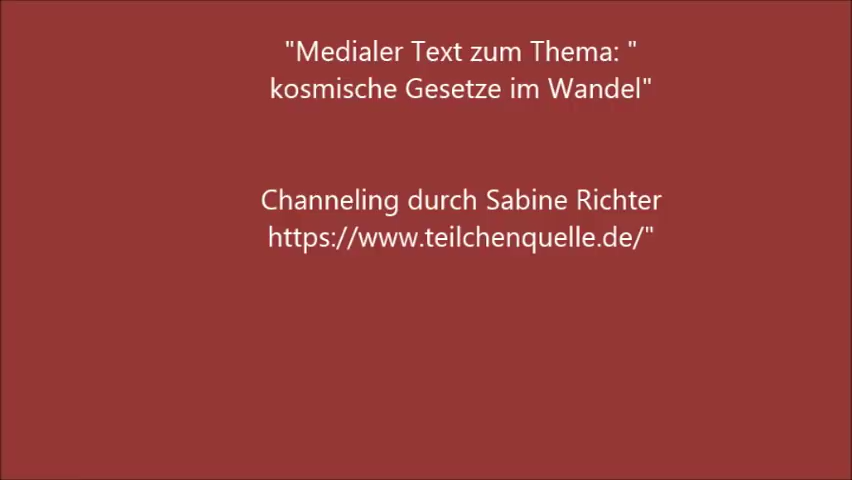 "Medialer Text zum Thema: "
kosmische Gesetze im Wandel"
Channeling durch Sabine Richter
https://www.teilchenquelle.de/"